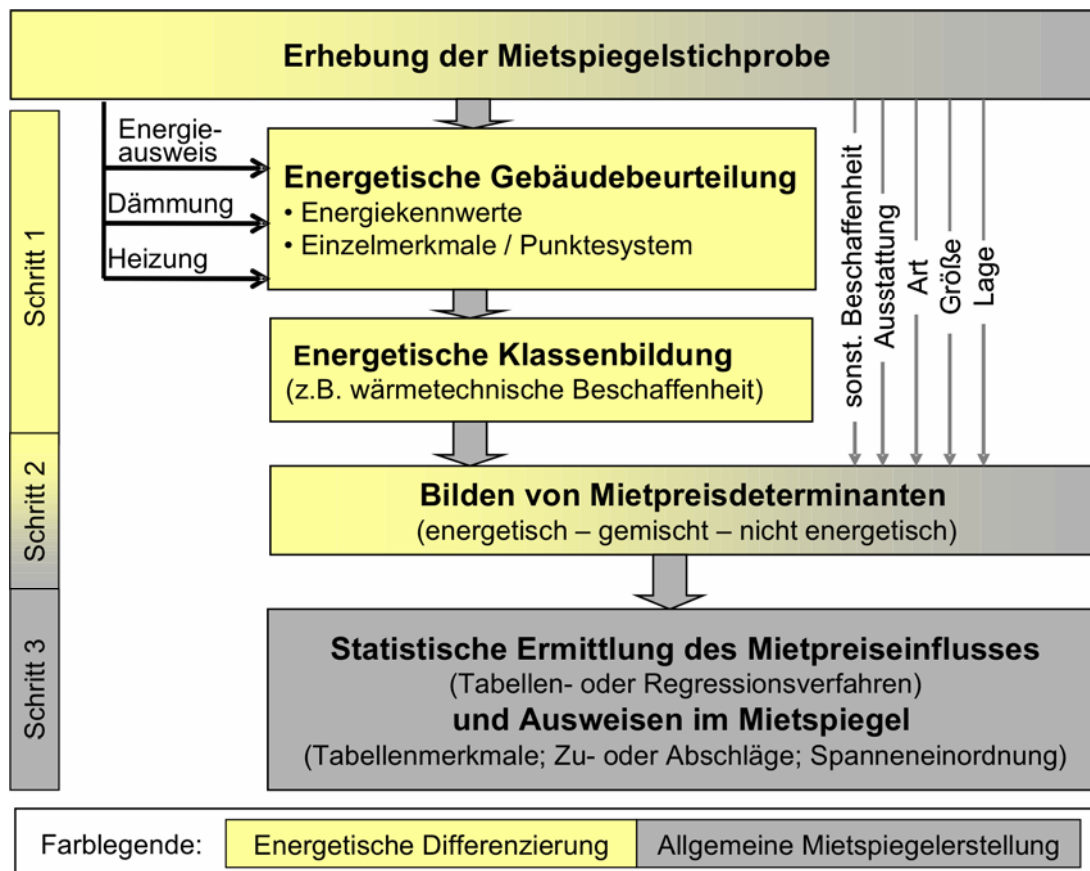 Erhebung der Mietspiegelstichprobe
Schritt 1
Energie-
ausweis
Dämmung
Heizung
Energetische Gebäudebeurteilung
• Energiekennwerte
• Einzelmerkmale / Punktesystem
Energetische Klassenbildung
(z.B. wärmetechnische Beschaffenheit)
sonst. Beschaffenheit
Ausstattung
Art
Größe
Lage
Schritt 2
Bilden von Mietpreisdeterminanten
(energetisch – gemischt – nicht energetisch)
Schritt 3
Statistische Ermittlung des Mietpreiseinflusses
(Tabellen- oder Regressionsverfahren)
und Ausweisen im Mietspiegel
(Tabellenmerkmale; Zu- oder Abschläge; Spanneneinordnung)
Farblegende:
Energetische Differenzierung
Allgemeine Mietspiegelerstellung